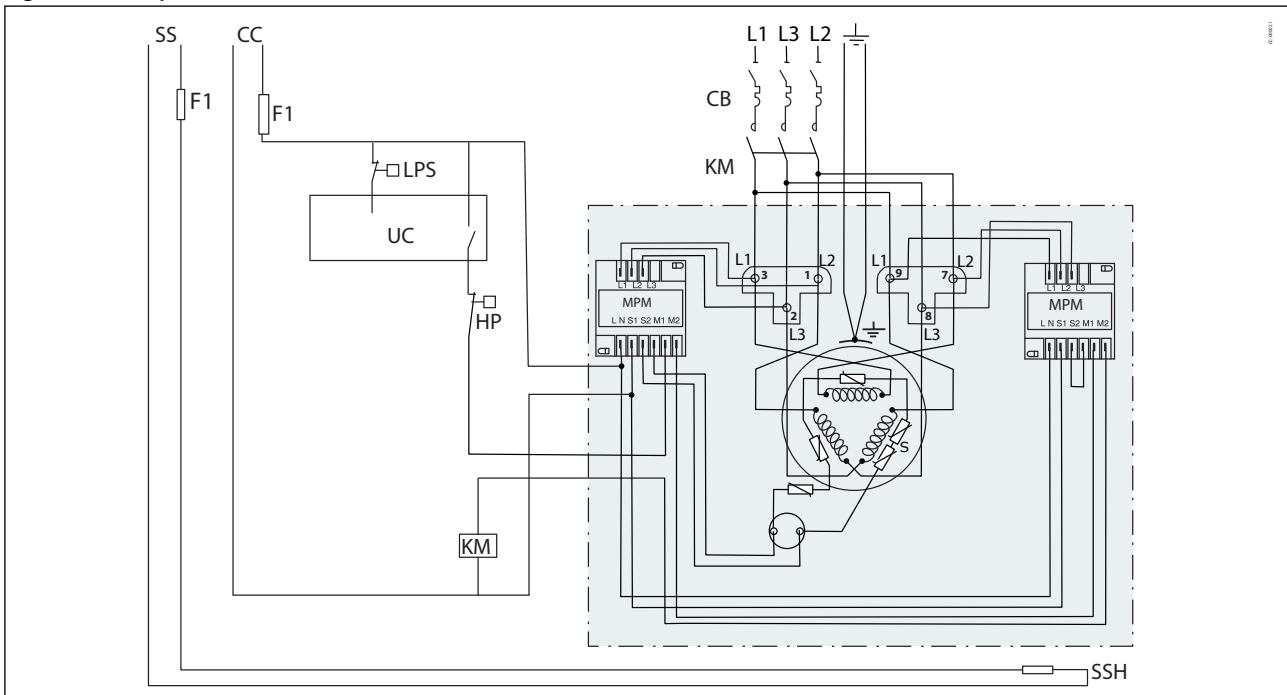 SS
CC
L1 L3 L2
F1
F1
CB
LPS
KM
UC
L1
L2
L1
L2
3
1
9
7
L1 L2 L3
MPM
L N S1 S2 M1 M2
L1 L2 L3
MPM
L N S1 S2 M1 M2
HP
2
8
L3
L3
S
KM
SSH